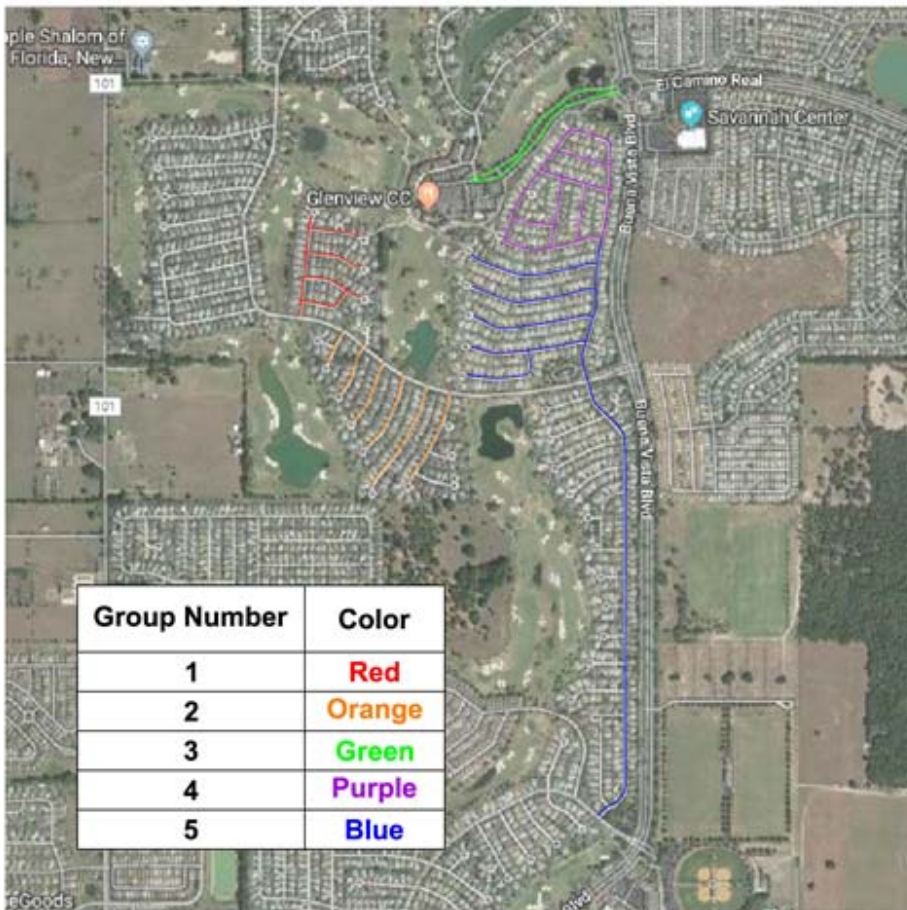 ple Shalom of
Florida, New...
101
El Camino Real
Savannah Center
Buena Vista Blvd
Glenview CC
101
Buena Vista Blvd
Group Number Color
1 Red
2 Orange
3 Green
4 Purple
5 Blue
eGoods
Blvd